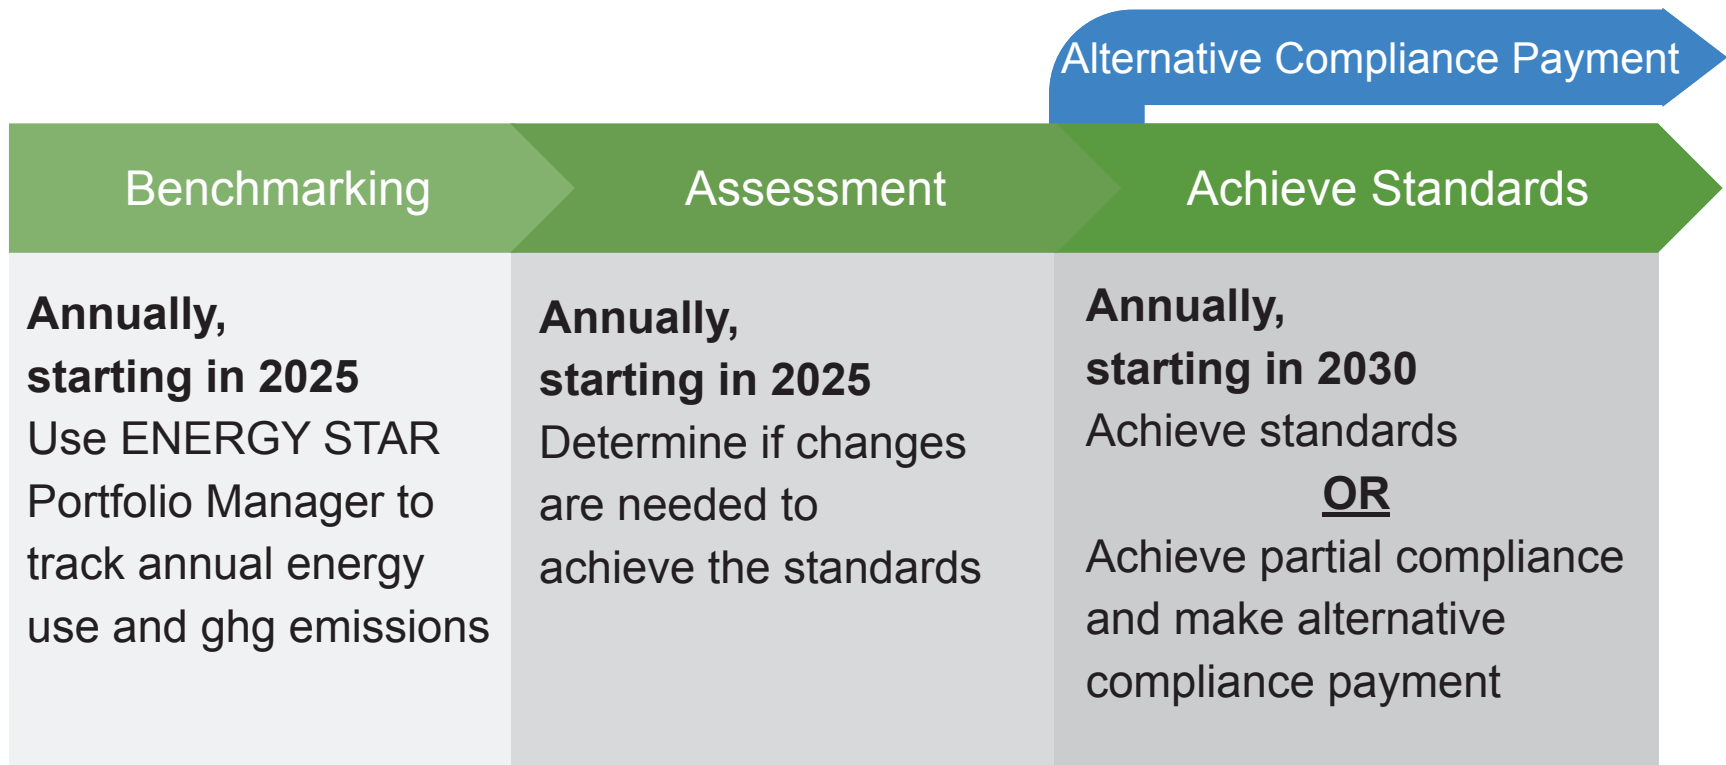 Alternative Compliance Payment
Benchmarking
Assessment
Achieve Standards
Annually,
starting in 2025
Use ENERGY STAR
Portfolio Manager to
track annual energy
use and ghg emissions
Annually,
starting in 2025
Determine if changes
are needed to
achieve the standards
Annually,
starting in 2030
Achieve standards
OR
Achieve partial compliance
and make alternative
compliance payment